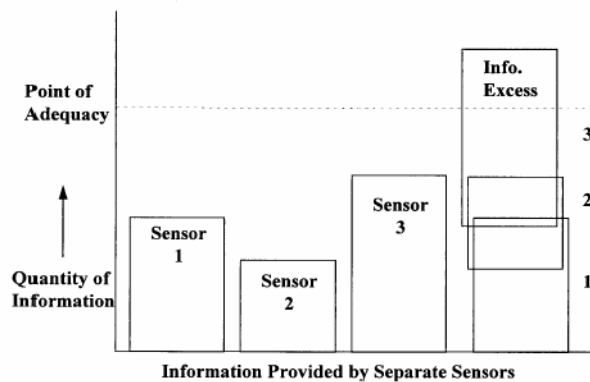 Point of
Adequacy
Quantity of
Information
Sensor
1
Sensor
2
Sensor
3
Info.
Excess
3
2
1
Information Provided by Separate Sensors